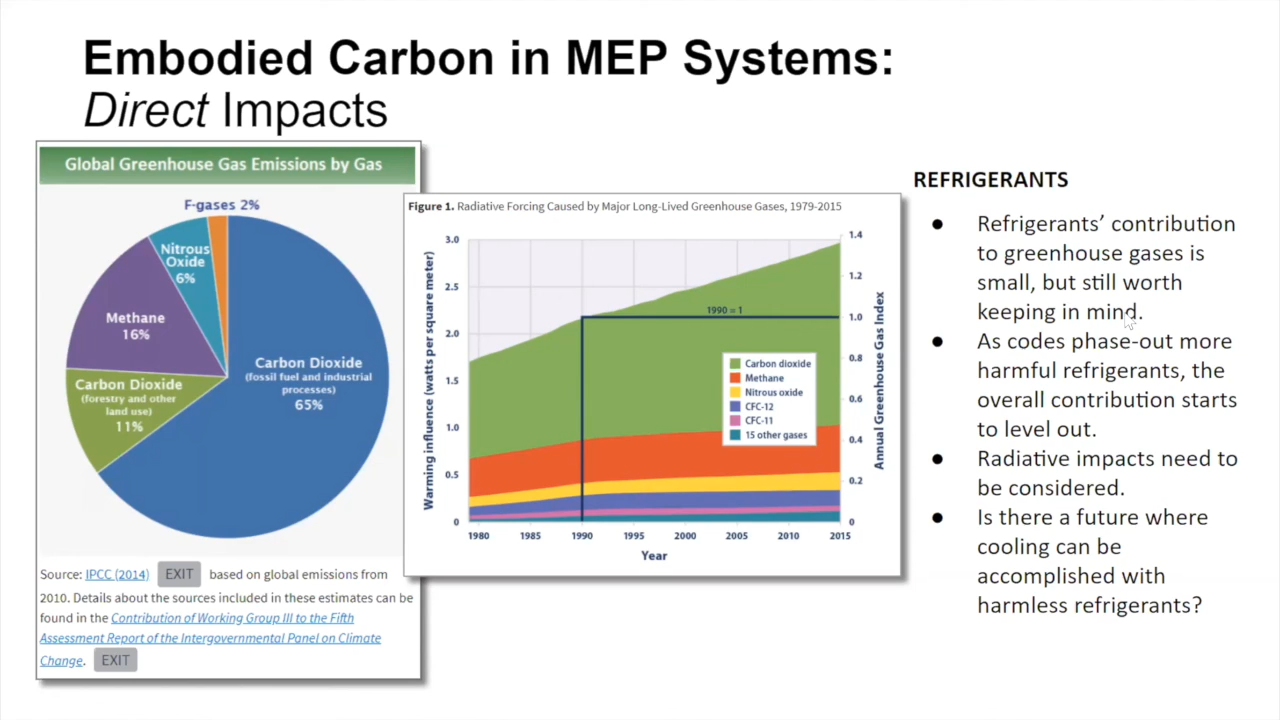 Embodied Carbon in MEP Systems:
Direct Impacts
Global Greenhouse Gas Emissions by Gas
F-gases 2%
Nitrous
Oxide
6%
Methane
16%
Carbon Dioxide
(forestry and other
land use)
11%
Carbon Dioxide
(fossil fuel and industrial
processes)
65%
Source: IPCC (2014) EXIT based on global emissions from
2010. Details about the sources included in these estimates can be
found in the Contribution of Working Group III to the Fifth
Assessment Report of the Intergovernmental Panel on Climate
Change. EXIT
Figure 1. Radiative Forcing Caused by Major Long-Lived Greenhouse Gases, 1979-2015
Warming influence (watts per square meter)
3.0
2.5
2.0
1.5
1.0
0.5
0
1990 = 1
Carbon dioxide
Methane
Nitrous oxide
CFC-12
CFC-11
15 other gases
1.4
1.2
1.0
0.8
0.6
0.4
0.2
0
Annual Greenhouse Gas Index
1980 1985 1990 1995 2000 2005 2010 2015
Year
REFRIGERANTS
● Refrigerants’ contribution
to greenhouse gases is
small, but still worth
keeping in mind.
● As codes phase-out more
harmful refrigerants, the
overall contribution starts
to level out.
● Radiative impacts need to
be considered.
● Is there a future where
cooling can be
accomplished with
harmless refrigerants?